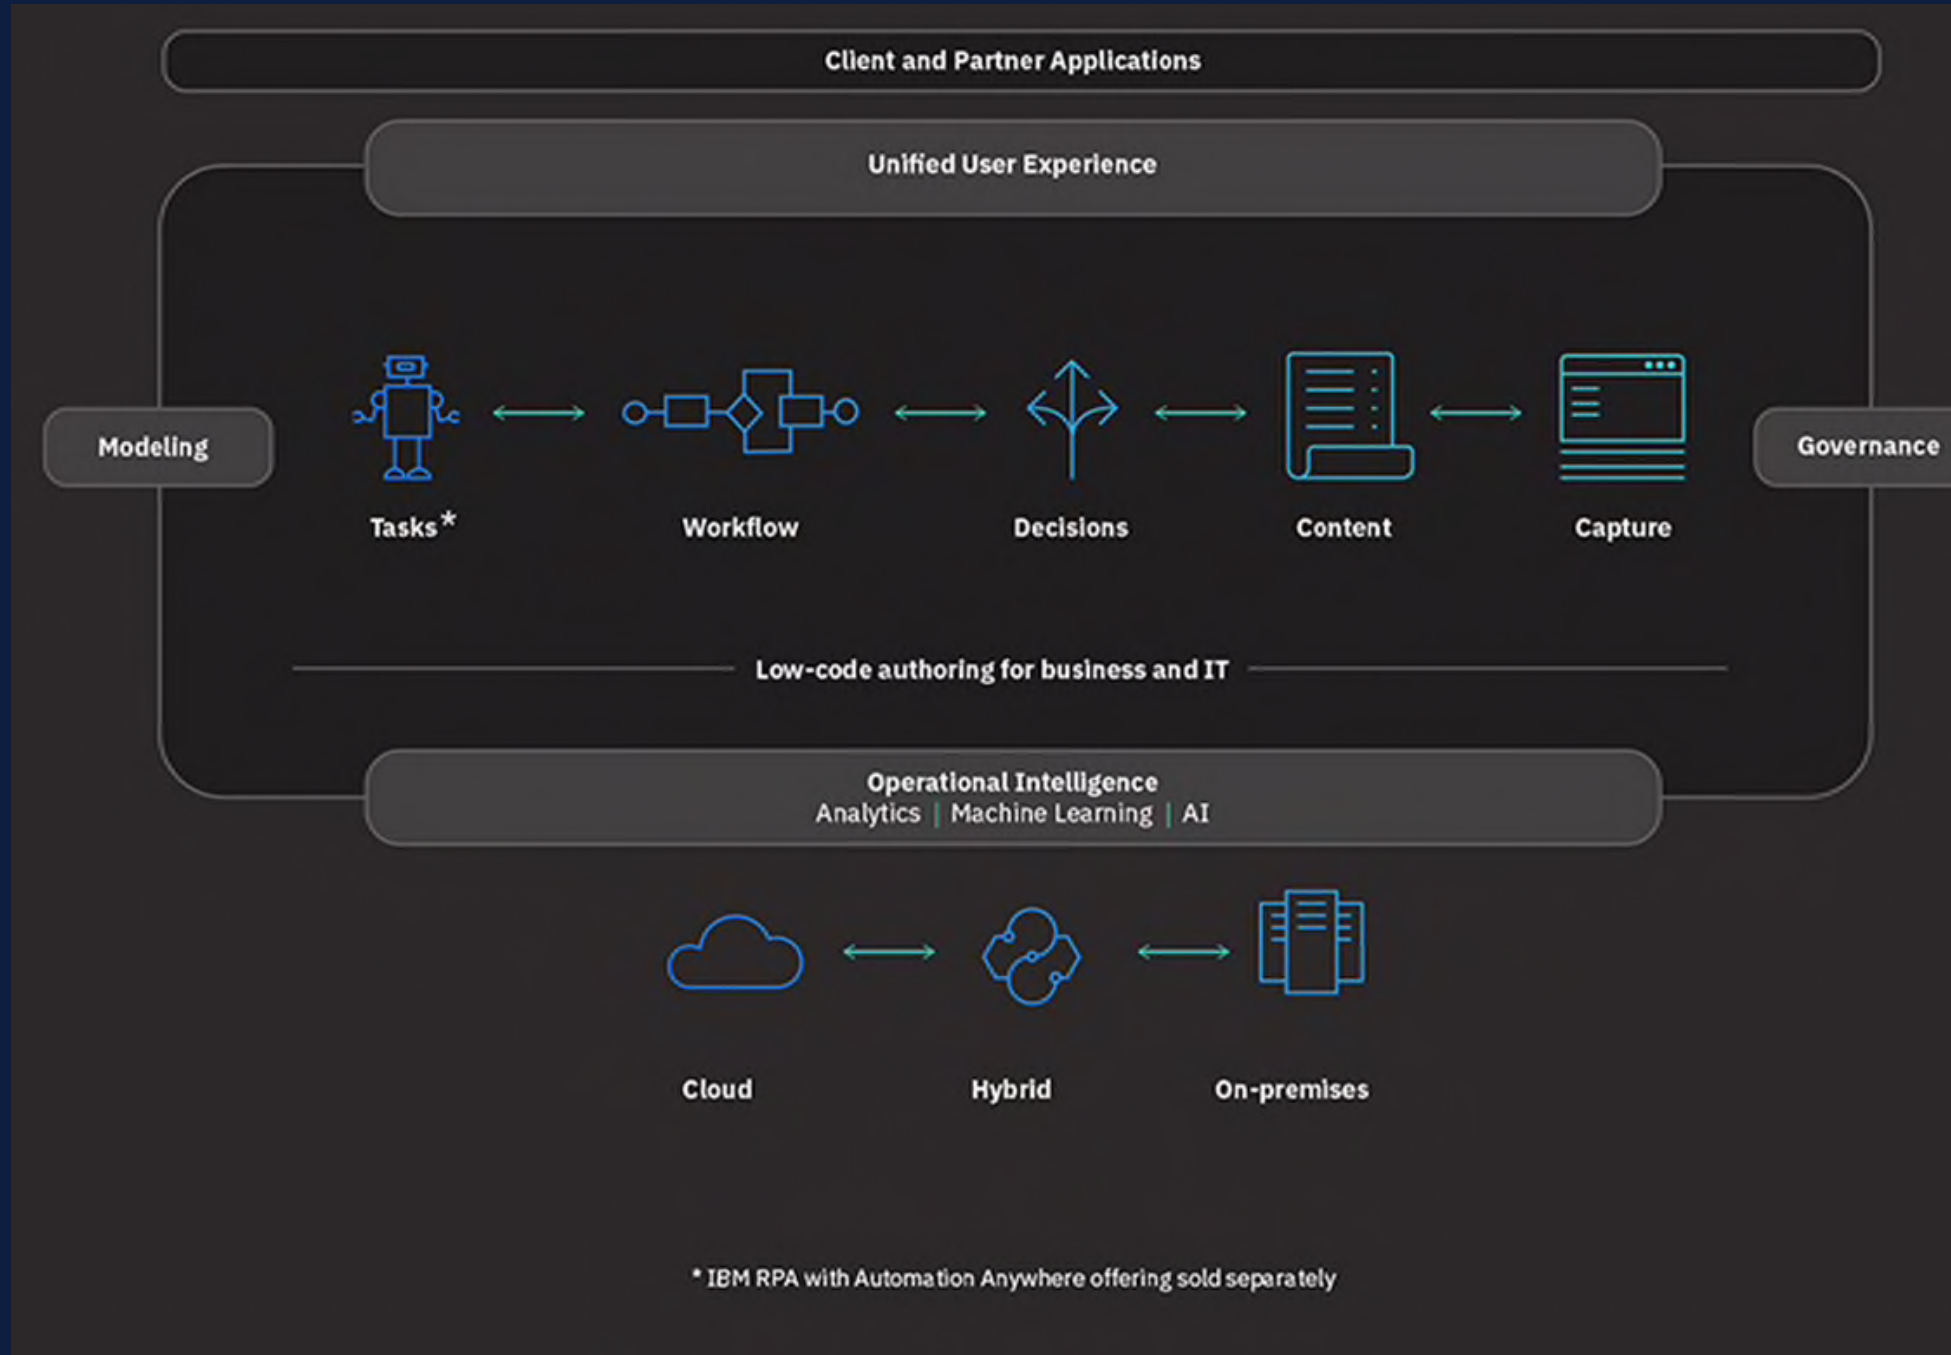 Client and Partner Applications
Unified User Experience
Modeling
Governance
Tasks*
Workflow
Decisions
Content
Capture
Low-code authoring for business and IT
Operational Intelligence
Analytics | Machine Learning | AI
Cloud
Hybrid
On-premises
* IBM RPA with Automation Anywhere offering sold separately